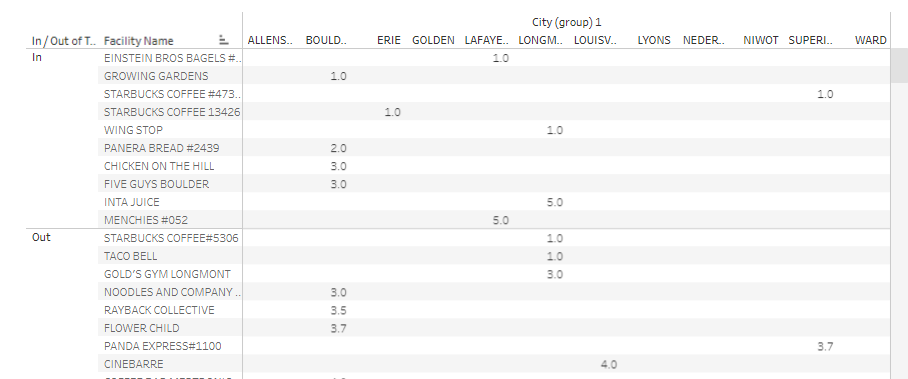 City (group) 1
In / Out of T.. Facility Name ALLENS.. BOULD.. ERIE GOLDEN LAFAYE.. LONGM.. LOUISV.. LYONS NEDER.. NIWOT SUPERI.. WARD
In EINSTEIN BROS BAGELS #.. 1.0
GROWING GARDENS 1.0
STARBUCKS COFFEE #473.. 1.0
STARBUCKS COFFEE 13426 1.0
WING STOP 1.0
PANERA BREAD #2439 2.0
CHICKEN ON THE HILL 3.0
FIVE GUYS BOULDER 3.0
INTA JUICE 5.0
MENCHIES #052 5.0
Out STARBUCKS COFFEE#5306 1.0
TACO BELL 1.0
GOLD'S GYM LONGMONT 3.0
NOODLES AND COMPANY .. 3.0
RAYBACK COLLECTIVE 3.5
FLOWER CHILD 3.7
PANDA EXPRESS#1100 3.7
CINEBARRE 4.0